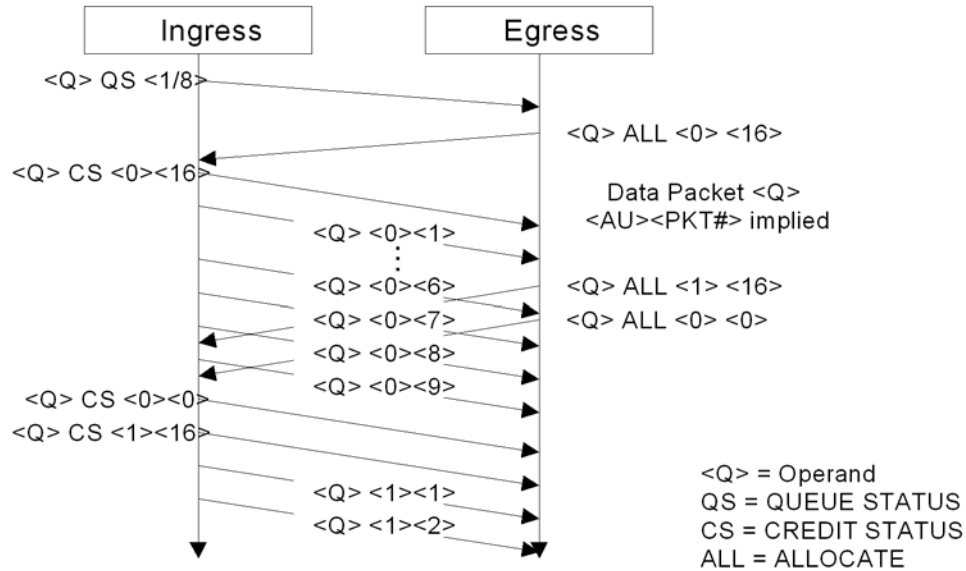 Ingress
Egress
<Q> QS <1/8>
<Q> ALL <0> <16>
<Q> CS <0><16>
Data Packet <Q>
<AU><PKT#> implied
<Q> <0><1>
<Q> <0><6>
<Q> ALL <1> <16>
<Q> <0><7>
<Q> ALL <0> <0>
<Q> <0><8>
<Q> <0><9>
<Q> CS <0><0>
<Q> CS <1><16>
<Q> <1><1>
<Q> <1><2>
<Q> = Operand
QS = QUEUE STATUS
CS = CREDIT STATUS
ALL = ALLOCATE